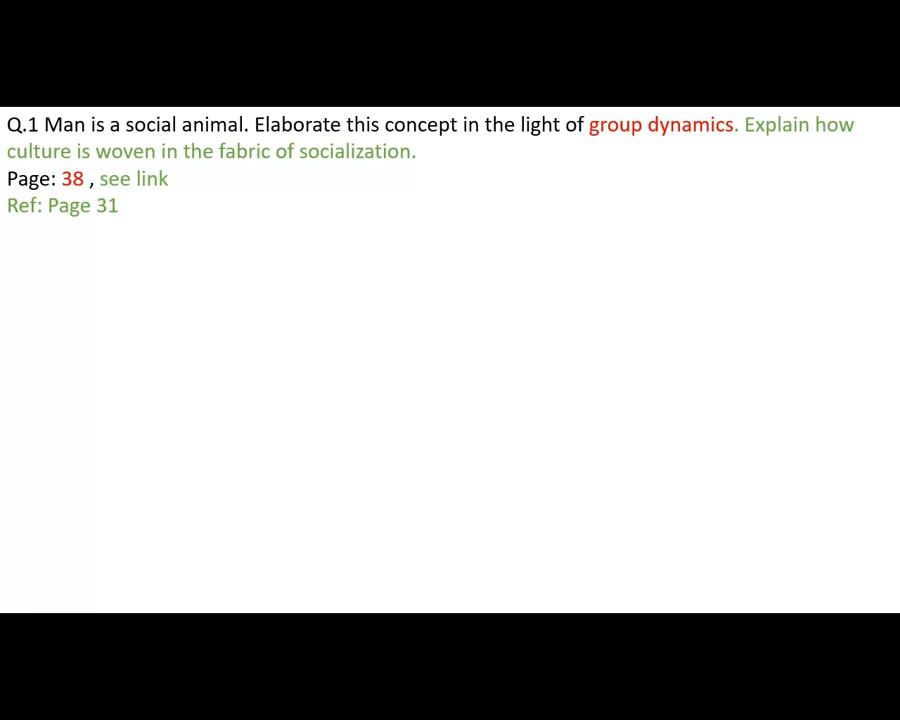 Q.1 Man is a social animal. Elaborate this concept in the light of group dynamics. Explain how
culture is woven in the fabric of socialization.
Page: 38 , see link
Ref: Page 31